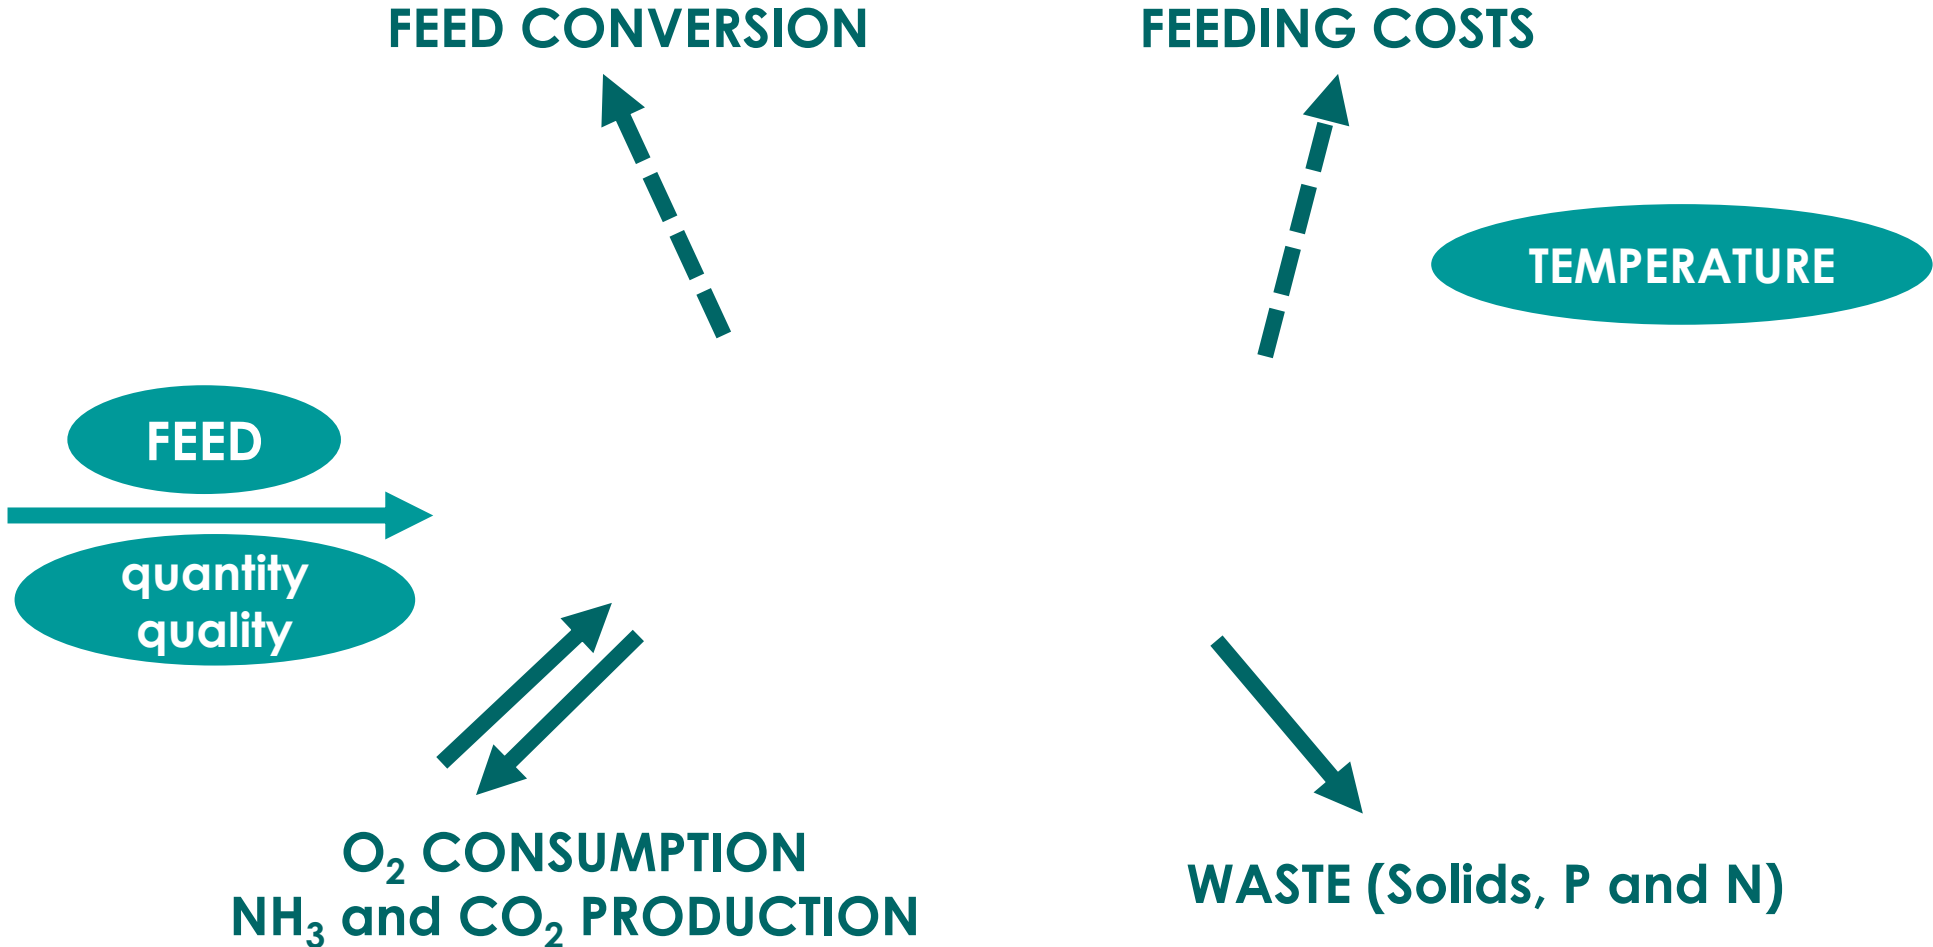 FEED CONVERSION
FEEDING COSTS
TEMPERATURE
FEED
quantity
quality
O₂ CONSUMPTION
NH₃ and CO₂ PRODUCTION
WASTE (Solids, P and N)